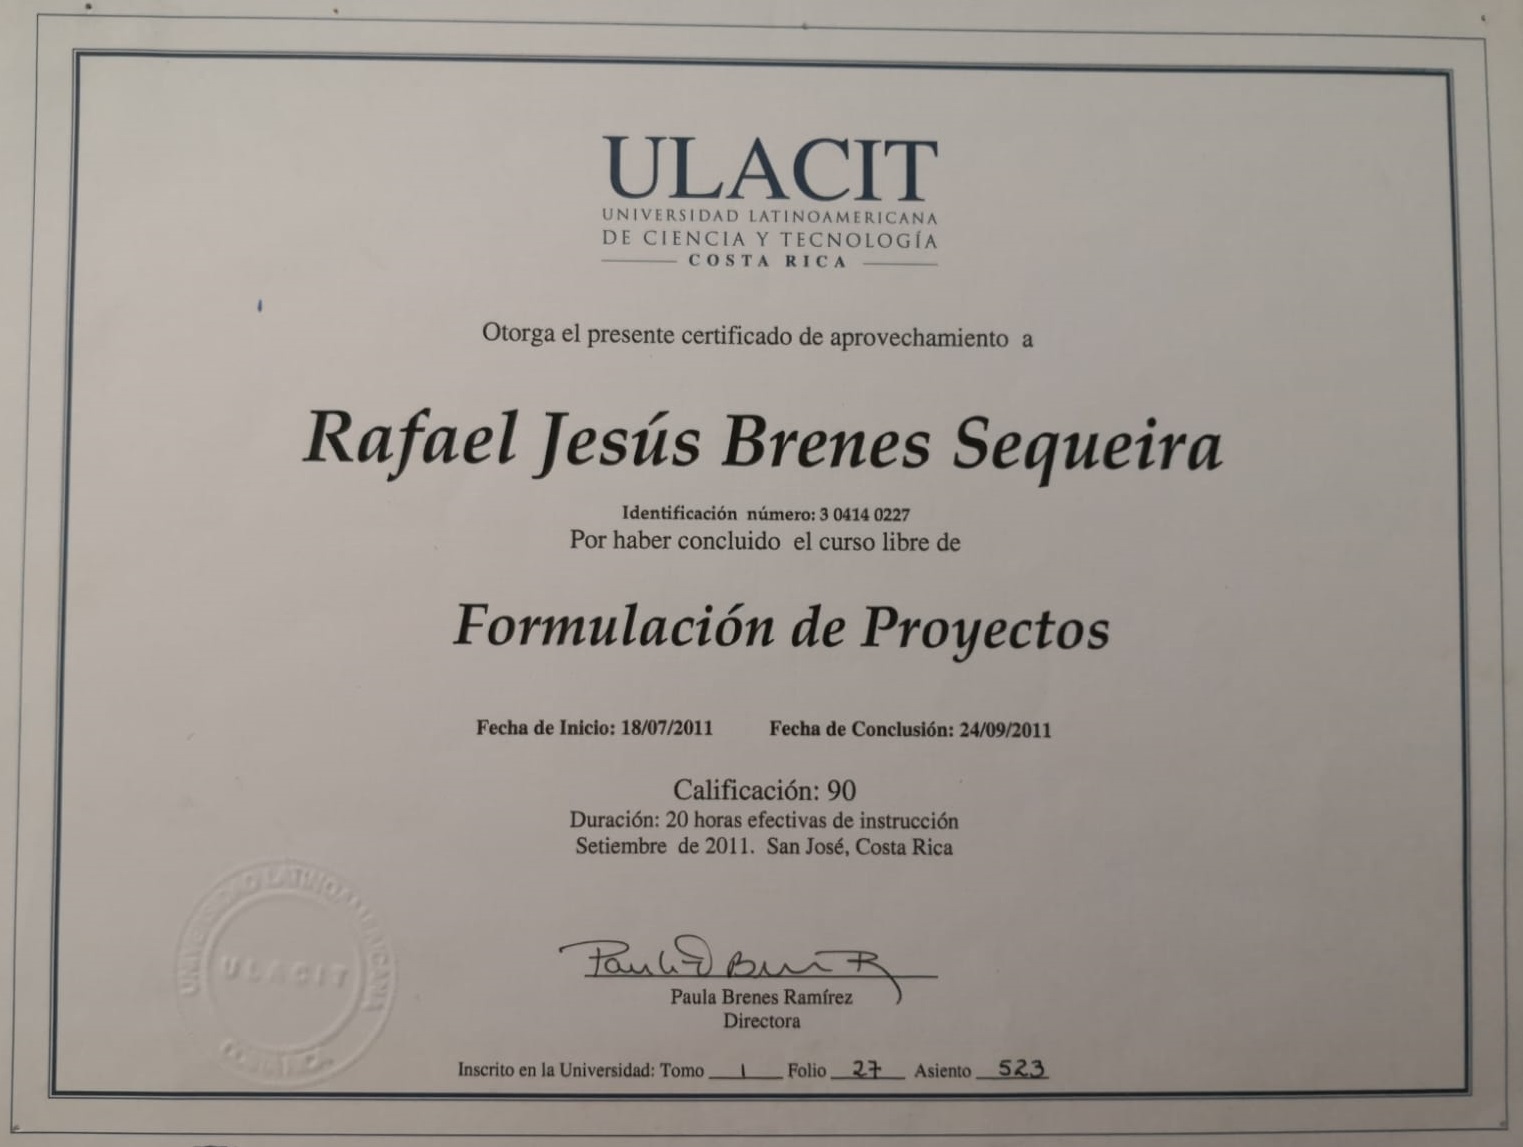 ULACIT
UNIVERSIDAD LATINOAMERICANA
DE CIENCIA Y TECNOLOGÍA
COSTA RICA
Otorga el presente certificado de aprovechamiento a
Rafael Jesús Brenes Sequeira
Identificación número: 3 0414 0227
Por haber concluido el curso libre de
Formulación de Proyectos
Fecha de Inicio: 18/07/2011 Fecha de Conclusión: 24/09/2011
Calificación: 90
Duración: 20 horas efectivas de instrucción
Setiembre de 2011. San José, Costa Rica
UNIVERSIDAD LATINOAMERICANA
ULACIT
Paula Brenes Ramírez
Directora
Inscrito en la Universidad: Tomo 1 Folio 27 Asiento 523